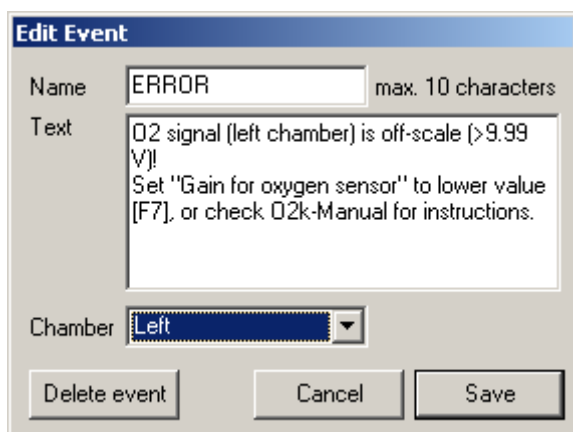 Edit Event
Name ERROR max. 10 characters
Text
O2 signal (left chamber) is off-scale (>9.99
V)!
Set "Gain for oxygen sensor" to lower value
[F7], or check O2k-Manual for instructions.
Chamber Left
Delete event Cancel Save